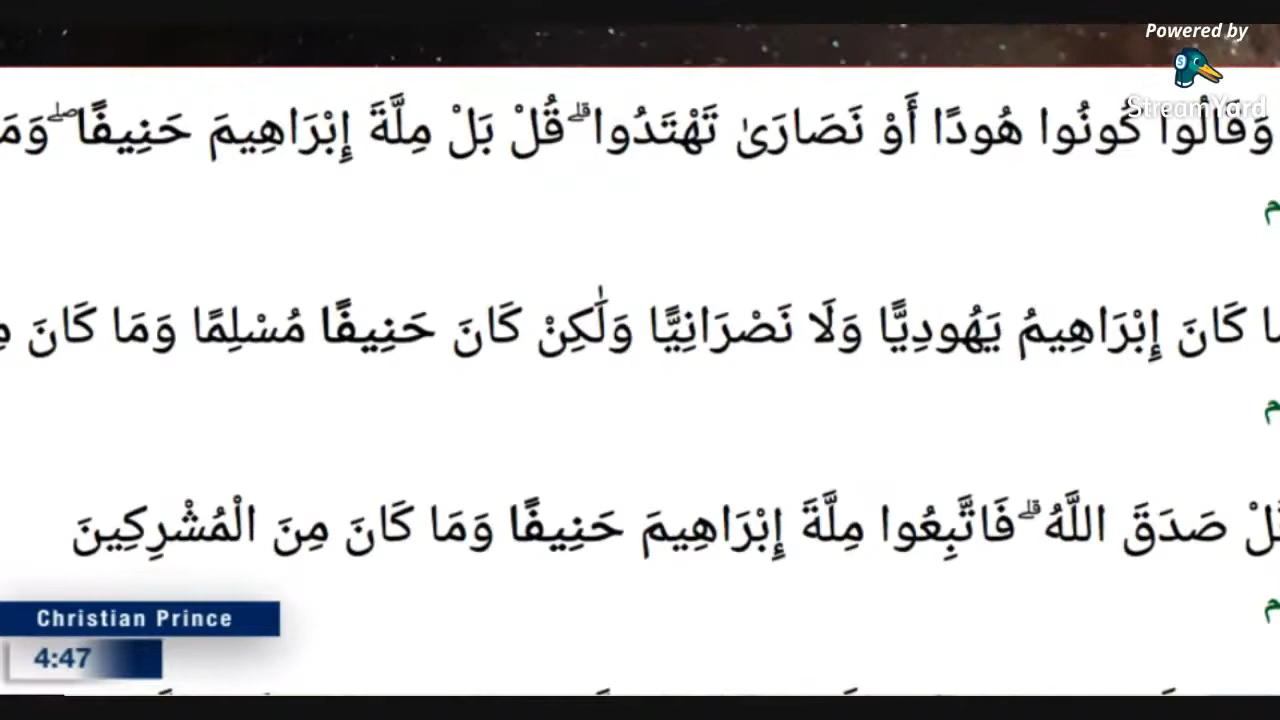 Powered by
StreamYard
وَقَالُوا كُونُوا هُودًا أَوْ نَصَارَىٰ تَهْتَدُوا ۗ قُلْ بَلْ مِلَّةَ إِبْرَاهِيمَ حَنِيفًا ۖ
كَانَ إِبْرَاهِيمُ يَهُودِيًّا وَلَا نَصْرَانِيًّا وَلَٰكِنْ كَانَ حَنِيفًا مُسْلِمًا وَمَا كَانَ
صَدَقَ اللَّهُ ۗ فَاتَّبِعُوا مِلَّةَ إِبْرَاهِيمَ حَنِيفًا وَمَا كَانَ مِنَ الْمُشْرِكِينَ
Christian Prince
4:47